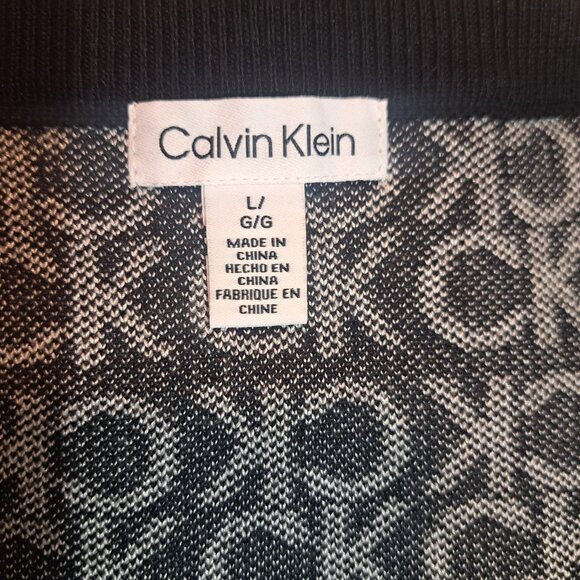 Calvin Klein
L/
G/G
MADE IN
CHINA
HECHO EN
CHINA
FABRIQUE EN
CHINE